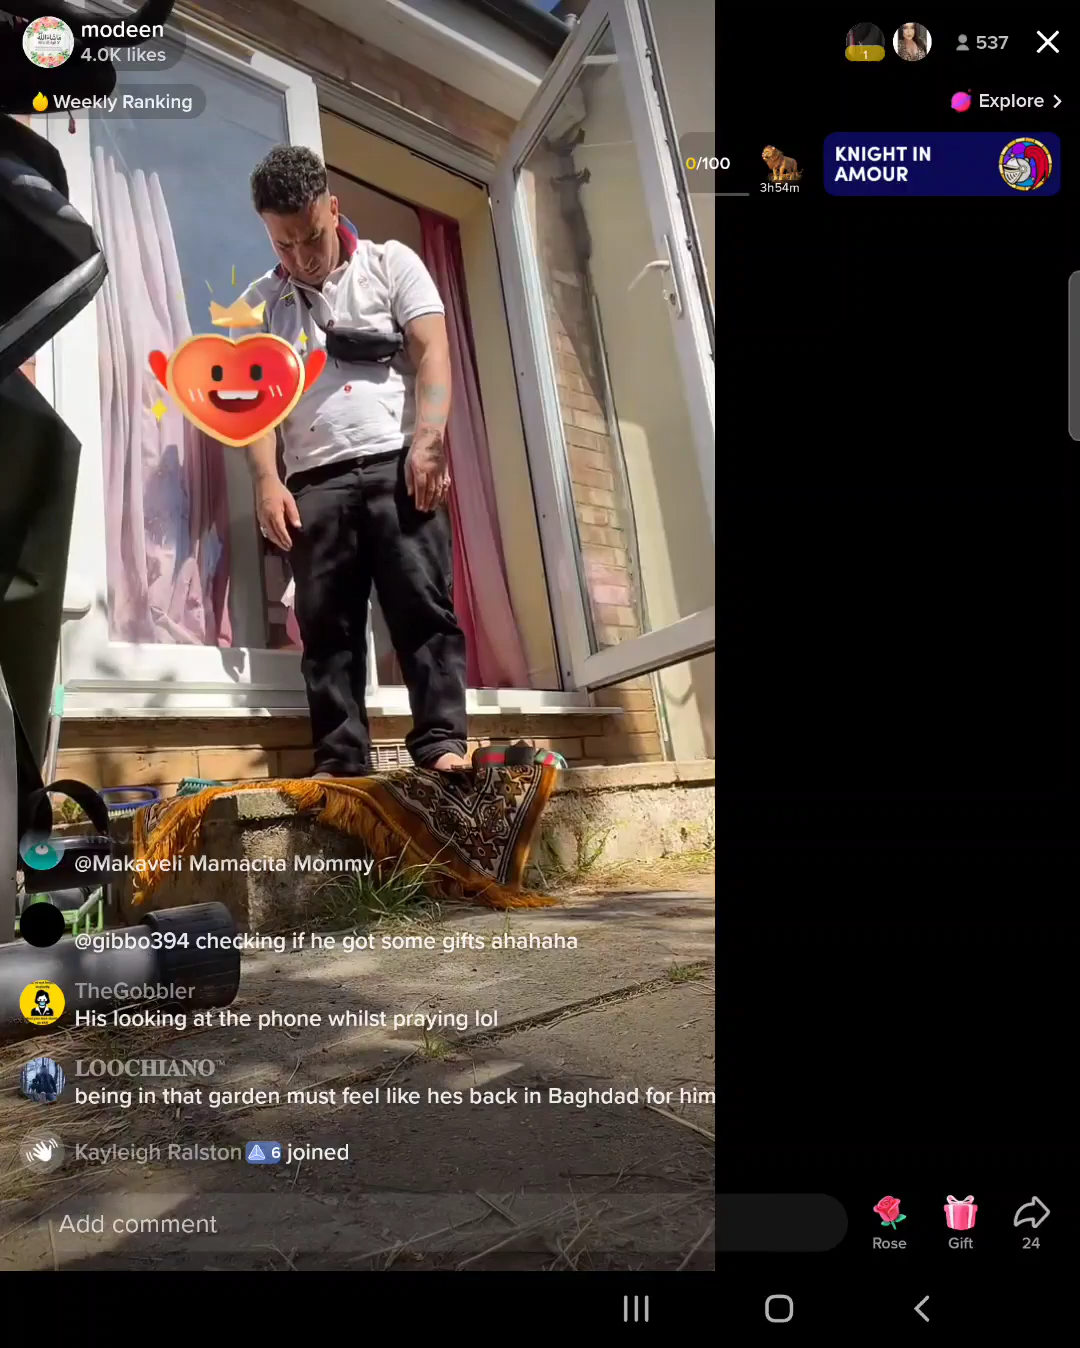 modeen
4.0K likes
537
1
Weekly Ranking
Explore
0/100
3h54m
KNIGHT IN
AMOUR
@Makaveli Mamacita Mommy
@gibbo394 checking if he got some gifts ahahaha
TheGobbler
His looking at the phone whilst praying lol
LOOCHIANO™
being in that garden must feel like hes back in Baghdad for him
Kayleigh Ralston 6 joined
Add comment
Rose
Gift
24